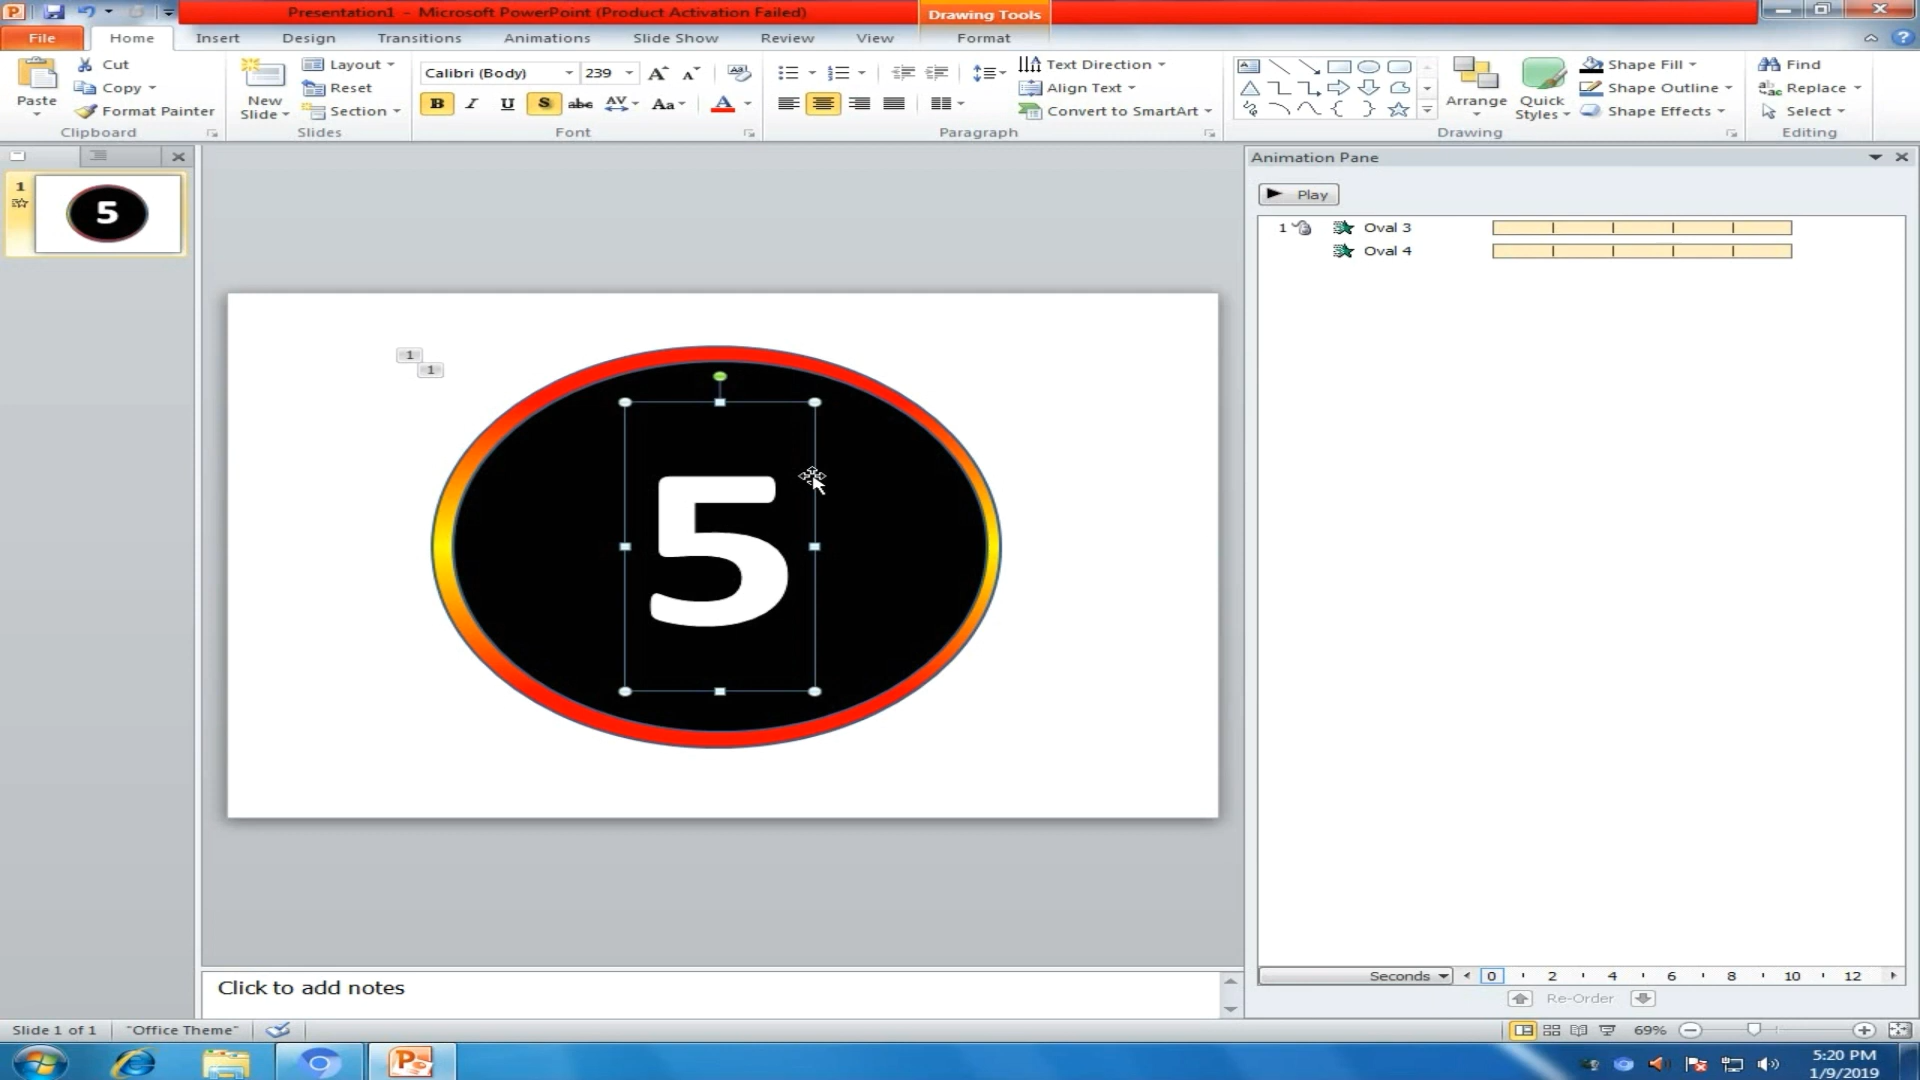 Presentation1 - Microsoft PowerPoint (Product Activation Failed)
Drawing Tools
File Home Insert Design Transitions Animations Slide Show Review View Format
Paste
Cut
Copy
Format Painter
Clipboard
New Slide
Layout
Reset
Section
Slides
Calibri (Body) 239
B I U S abc AV Aa A
Font
Text Direction
Align Text
Convert to SmartArt
Paragraph
Arrange
Quick Styles
Shape Fill
Shape Outline
Shape Effects
Drawing
Find
Replace
Select
Editing
1
5
1
1
5
Animation Pane
Play
1 Oval 3
Oval 4
Seconds 0 2 4 6 8 10 12
Re-Order
Click to add notes
Slide 1 of 1 "Office Theme" 69%
5:20 PM
1/9/2019